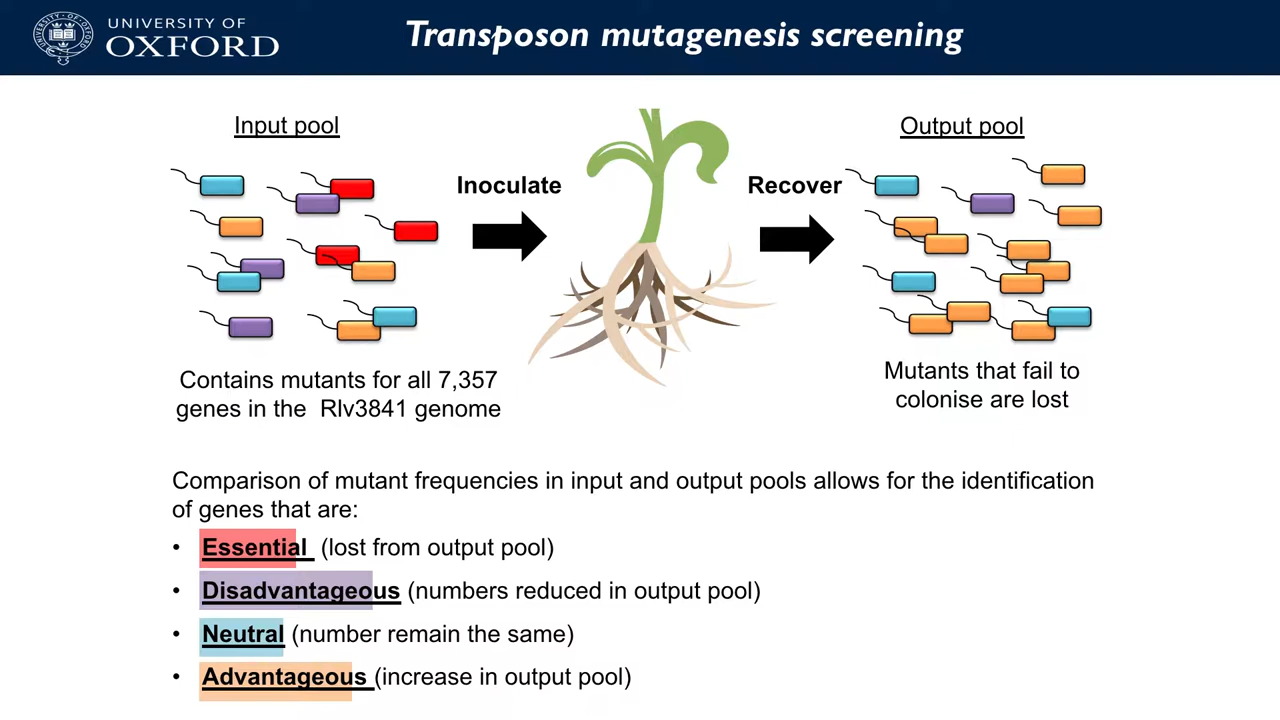 UNIVERSITY OF
OXFORD
Transposon mutagenesis screening
Input pool
Output pool
Inoculate
Recover
Contains mutants for all 7,357
genes in the Rlv3841 genome
Mutants that fail to
colonise are lost
Comparison of mutant frequencies in input and output pools allows for the identification
of genes that are:
• Essential (lost from output pool)
• Disadvantageous (numbers reduced in output pool)
• Neutral (number remain the same)
• Advantageous (increase in output pool)